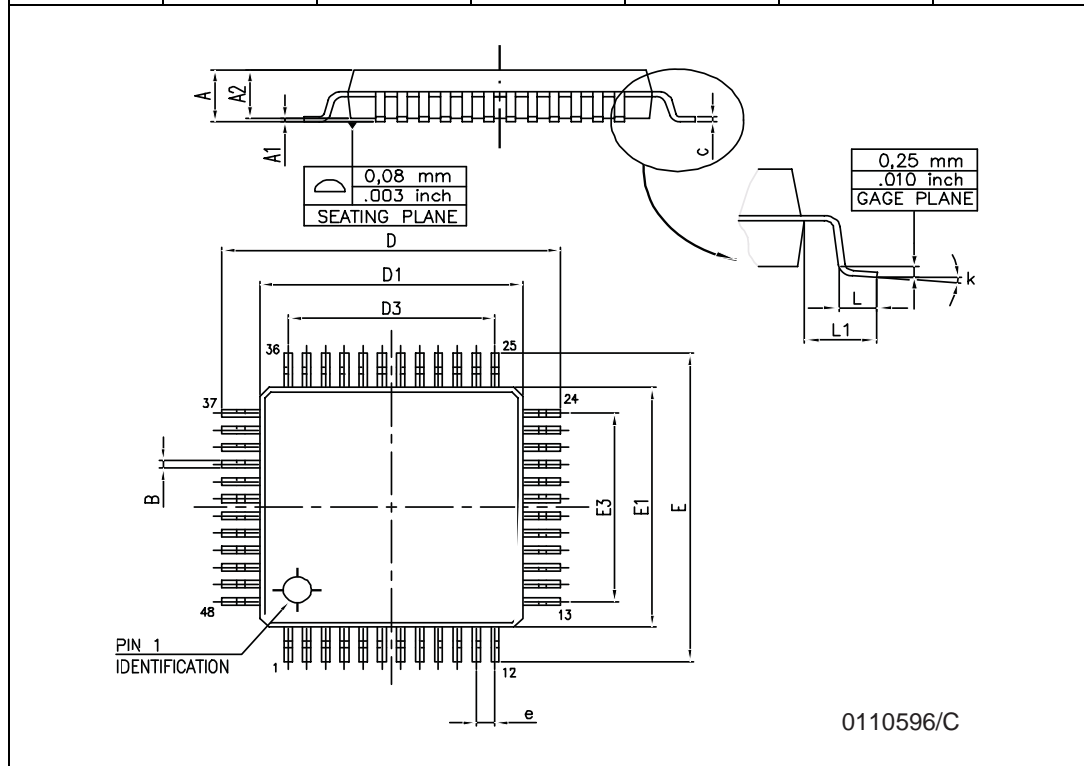 A
A2
A1
c
0,08 mm
.003 inch
SEATING PLANE
0,25 mm
.010 inch
GAGE PLANE
k
L
L1
D
D1
D3
36
25
37
24
B
E3
E1
E
48
13
PIN 1
IDENTIFICATION
1
12
e
0110596/C